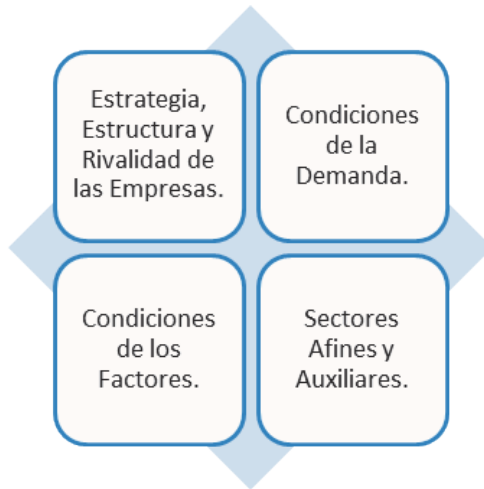 Estrategia,
Estructura y
Rivalidad de
las Empresas.
Condiciones
de la
Demanda.
Condiciones
de los
Factores.
Sectores
Afines y
Auxiliares.